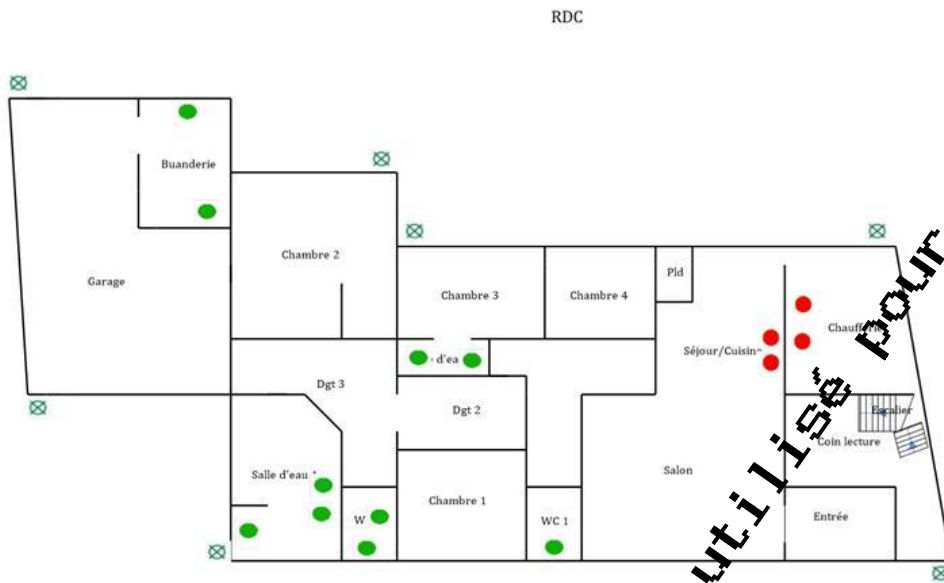 RDC
Buanderie
Chambre 2
Garage
Chambre 3
Chambre 4
Pld
Séjour/Cuisin
d'ea
Dgt 3
Dgt 2
Escalier
Coin lecture
Salle d'eau
Salon
Chambre 1
W
WC 1
Entrée
utilisé pour